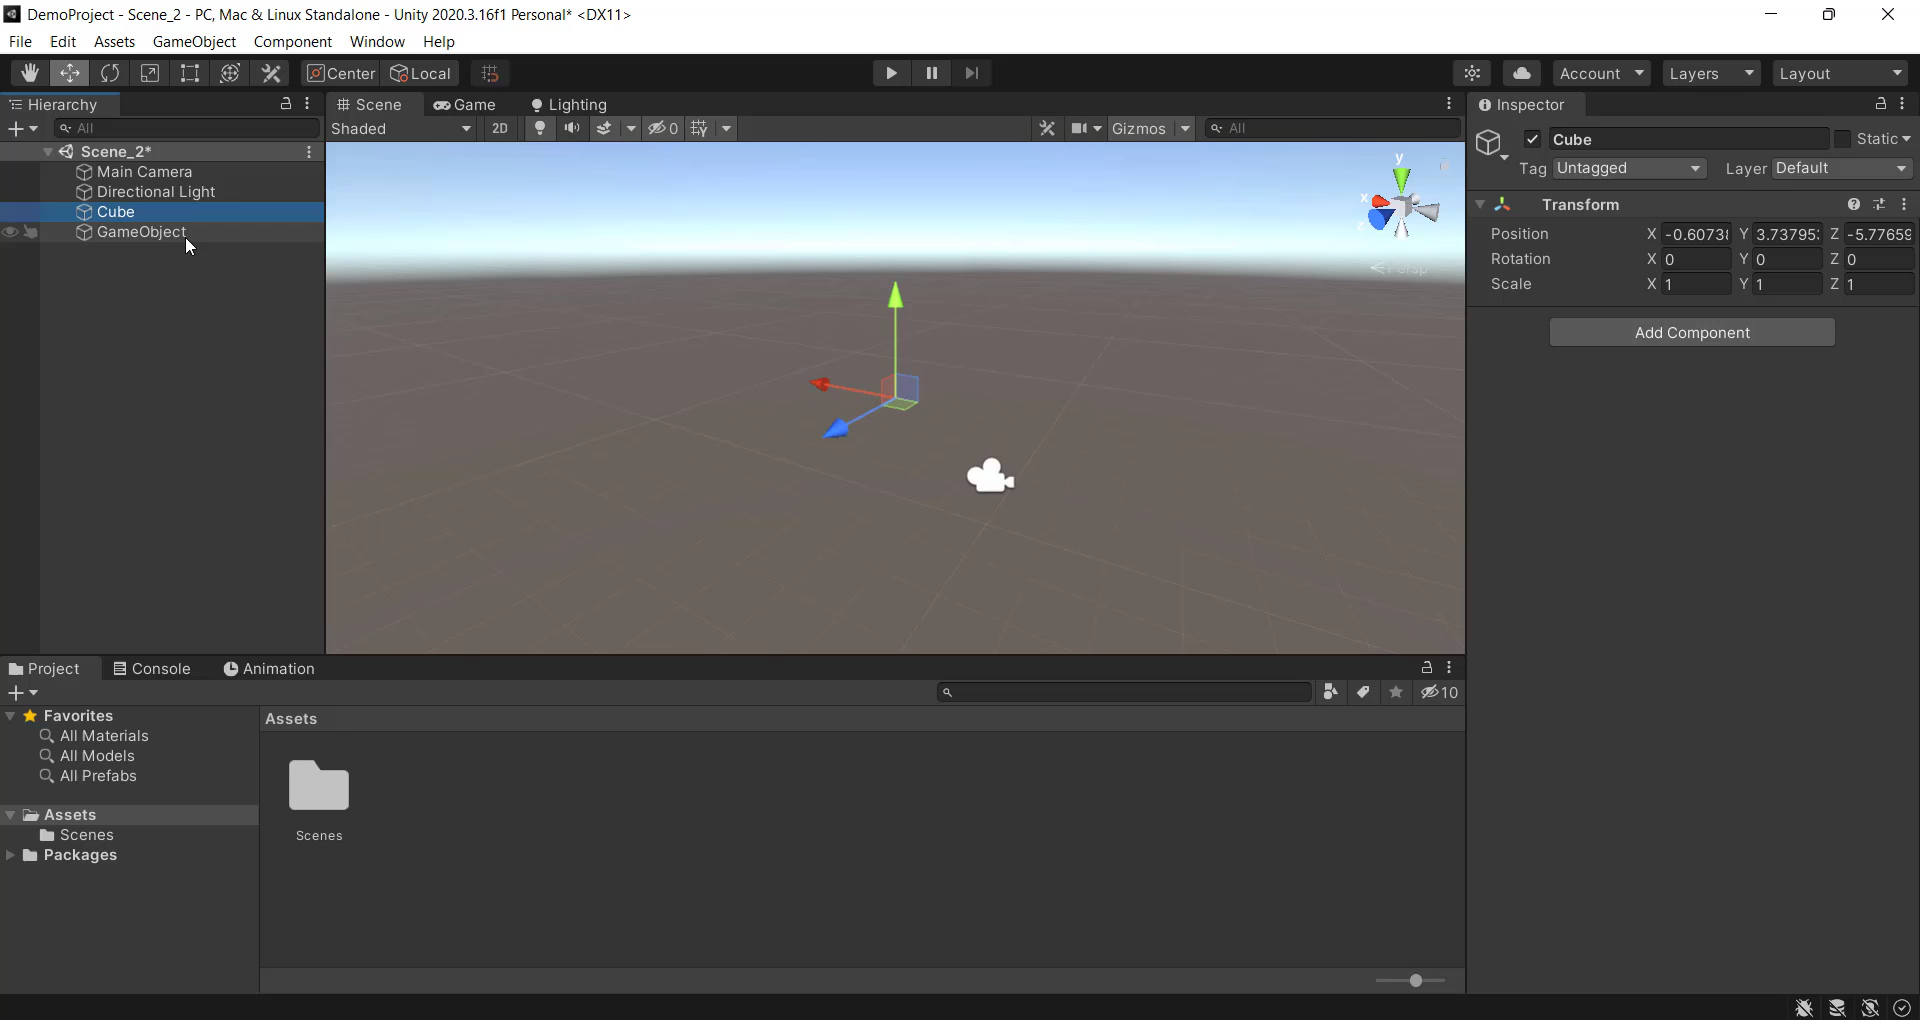 DemoProject - Scene_2 - PC, Mac & Linux Standalone - Unity 2020.3.16f1 Personal* <DX11>
File Edit Assets GameObject Component Window Help
Center Local Account Layers Layout
Hierarchy
All
Scene_2*
Main Camera
Directional Light
Cube
GameObject
Scene Game Lighting
Shaded 2D 0 Gizmos All
y
x
z
Persp
Inspector
Cube Static
Tag Untagged Layer Default
Transform
Position X -0.6073 Y 3.737953 Z -5.77659
Rotation X 0 Y 0 Z 0
Scale X 1 Y 1 Z 1
Add Component
Project Console Animation
10
Favorites
All Materials
All Models
All Prefabs
Assets
Scenes
Packages
Assets
Scenes